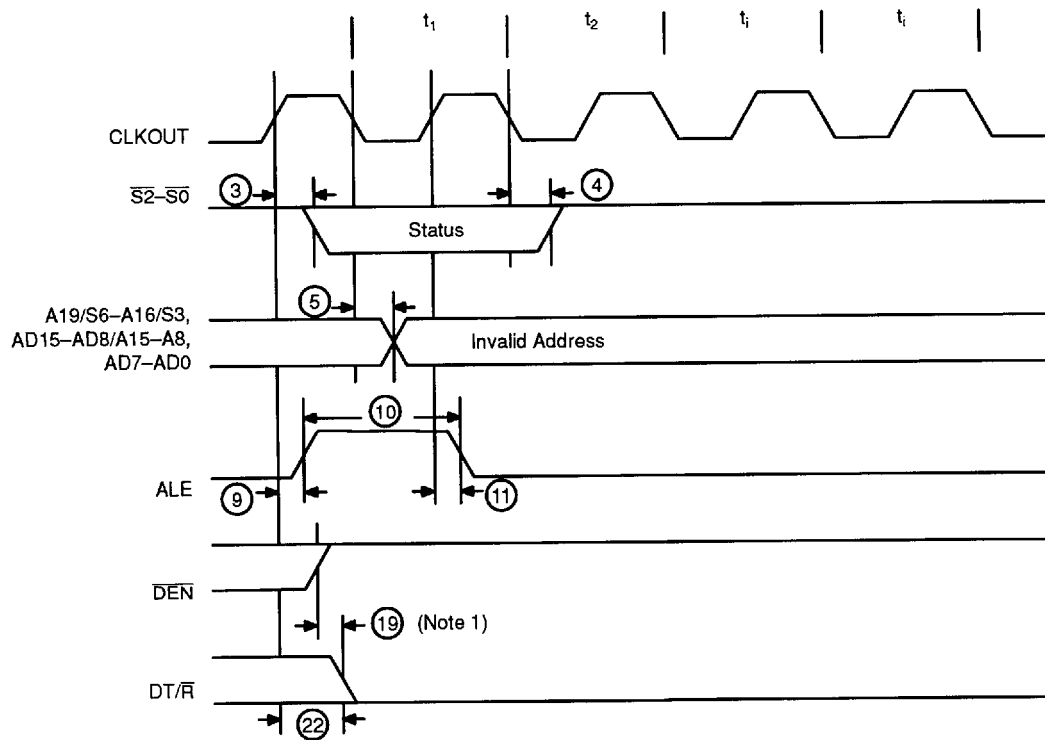 t1
t2
ti
ti
CLKOUT
S2–S0
3
4
Status
5
A19/S6–A16/S3,
AD15–AD8/A15–A8,
AD7–AD0
Invalid Address
10
ALE
9
11
DEN
19 (Note 1)
DT/R
22